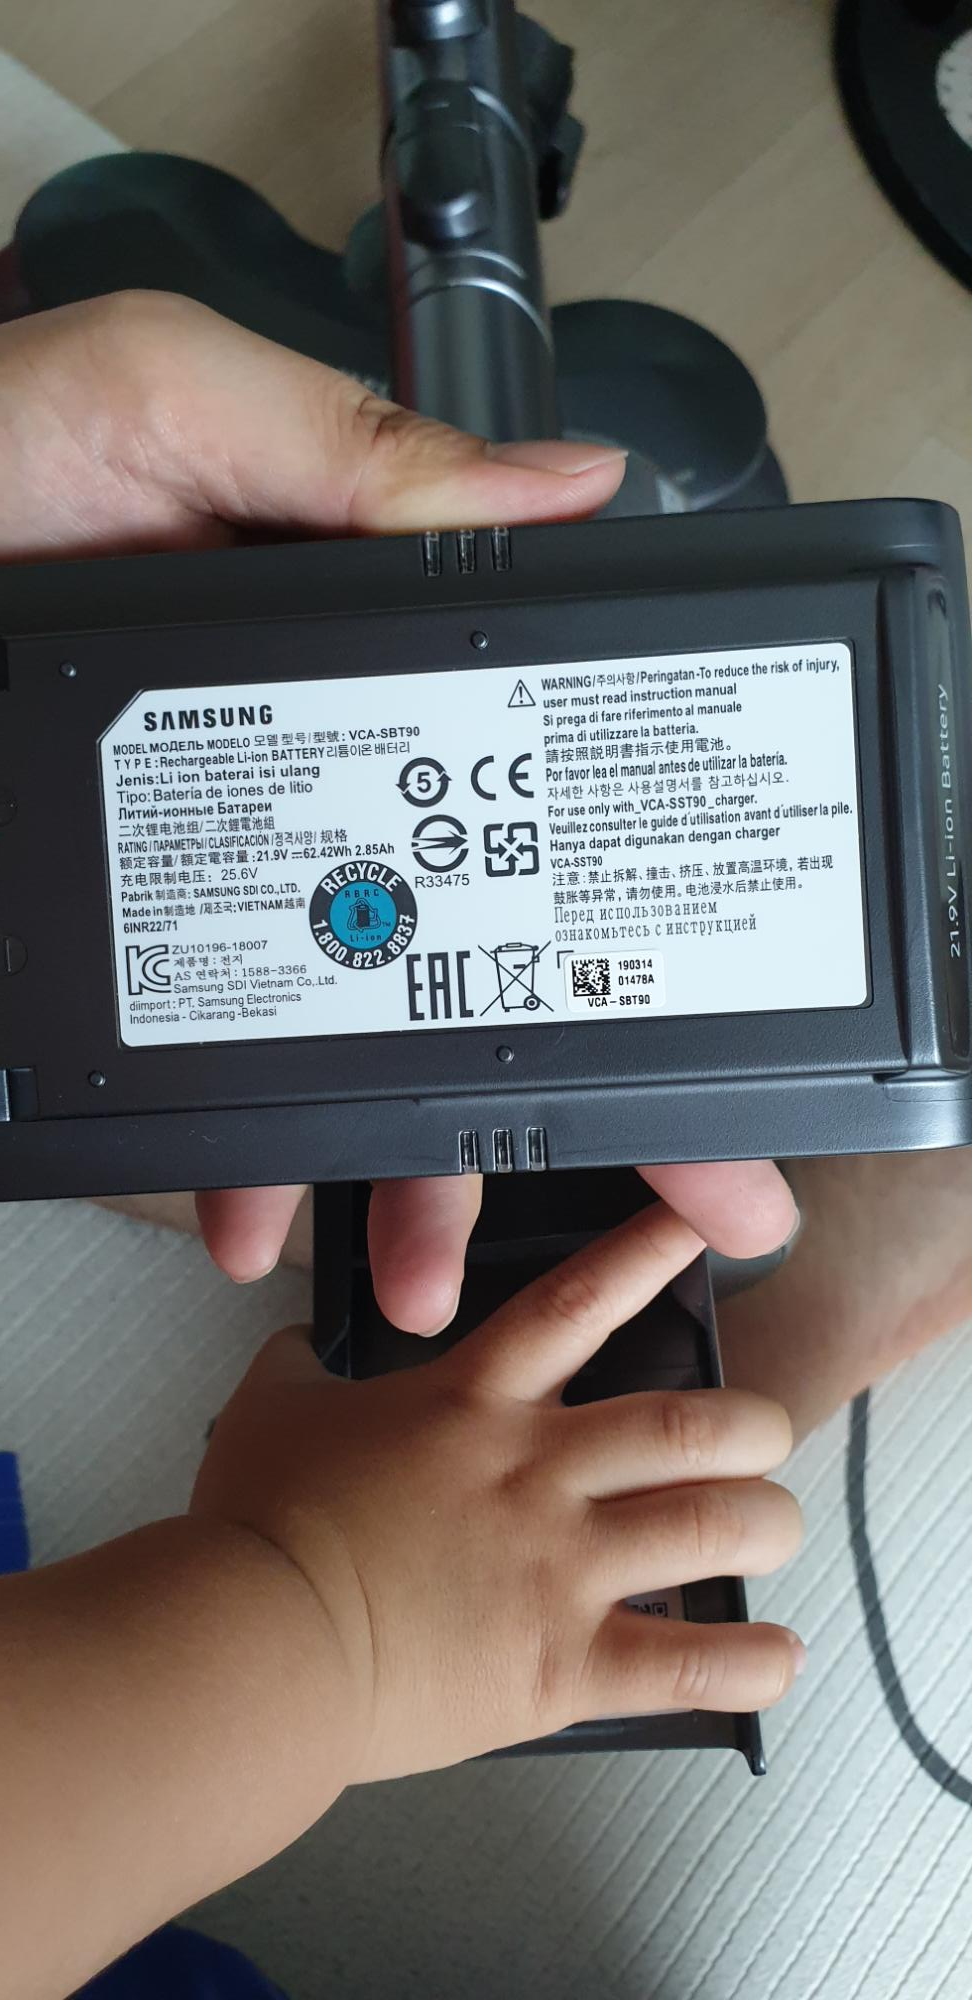 SAMSUNG
MODEL МОДЕЛЬ MODELO 모델 型号/型號: VCA-SBT90
TYPE:Rechargeable Li-ion BATTERY 리튬이온 배터리
Jenis:Li ion baterai isi ulang
Tipo: Batería de iones de litio
Литий-ионные Батареи
二次锂电池组/二次鋰電池組
RATING/ПАРАМЕТРЫ/CLASIFICACIÓN/정격사양/ 规格
额定容量/額定電容量:21.9V⎓62.42Wh 2.85Ah
充电限制电压: 25.6V
Pabrik 制造商: SAMSUNG SDI CO.,LTD.
Made in 制造地 /제조국: VIETNAM 越南
6INR22/71
ZU10196-18007
제품명: 전지
AS 연락처: 1588-3366
Samsung SDI Vietnam Co,.Ltd.
diimport: PT. Samsung Electronics
Indonesia - Cikarang -Bekasi
5
CE
R33475
RECYCLE
RBRC
Li-ion
1.800.822.8837
EAC
WARNING/주의사항/Peringatan-To reduce the risk of injury,
user must read instruction manual
Si prega di fare riferimento al manuale
prima di utilizzare la batería.
請按照説明書指示使用電池。
Por favor lea el manual antes de utilizar la batería.
자세한 사항은 사용설명서를 참고하십시오.
For use only with_VCA-SST90_charger.
Veuillez consulter le guide d'utilisation avant d'utiliser la pile.
Hanya dapat digunakan dengan charger
VCA-SST90
注意:禁止拆解、撞击、挤压、放置高温环境,若出现
鼓胀等异常,请勿使用。电池浸水后禁止使用。
Перед использованием
ознакомьтесь с инструкцией
190314
01478A
VCA-SBT90
21.9V Li-ion Battery